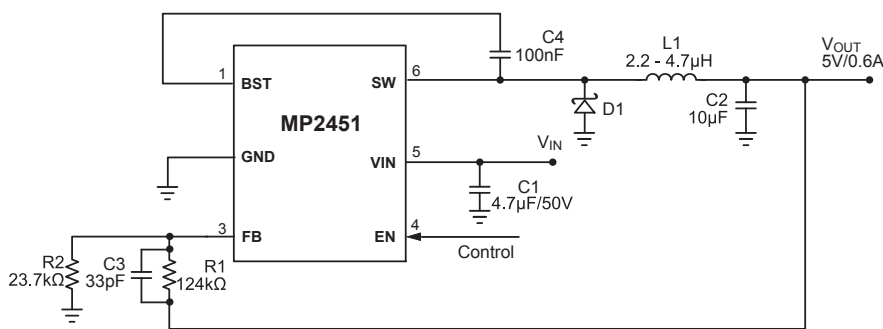 C4
100nF
L1
2.2 - 4.7µH
VOUT
5V/0.6A
1
BST
SW
6
D1
C2
10µF
MP2451
VIN
GND
VIN
5
C1
4.7µF/50V
3
FB
EN
4
Control
R2
23.7kΩ
C3
33pF
R1
124kΩ